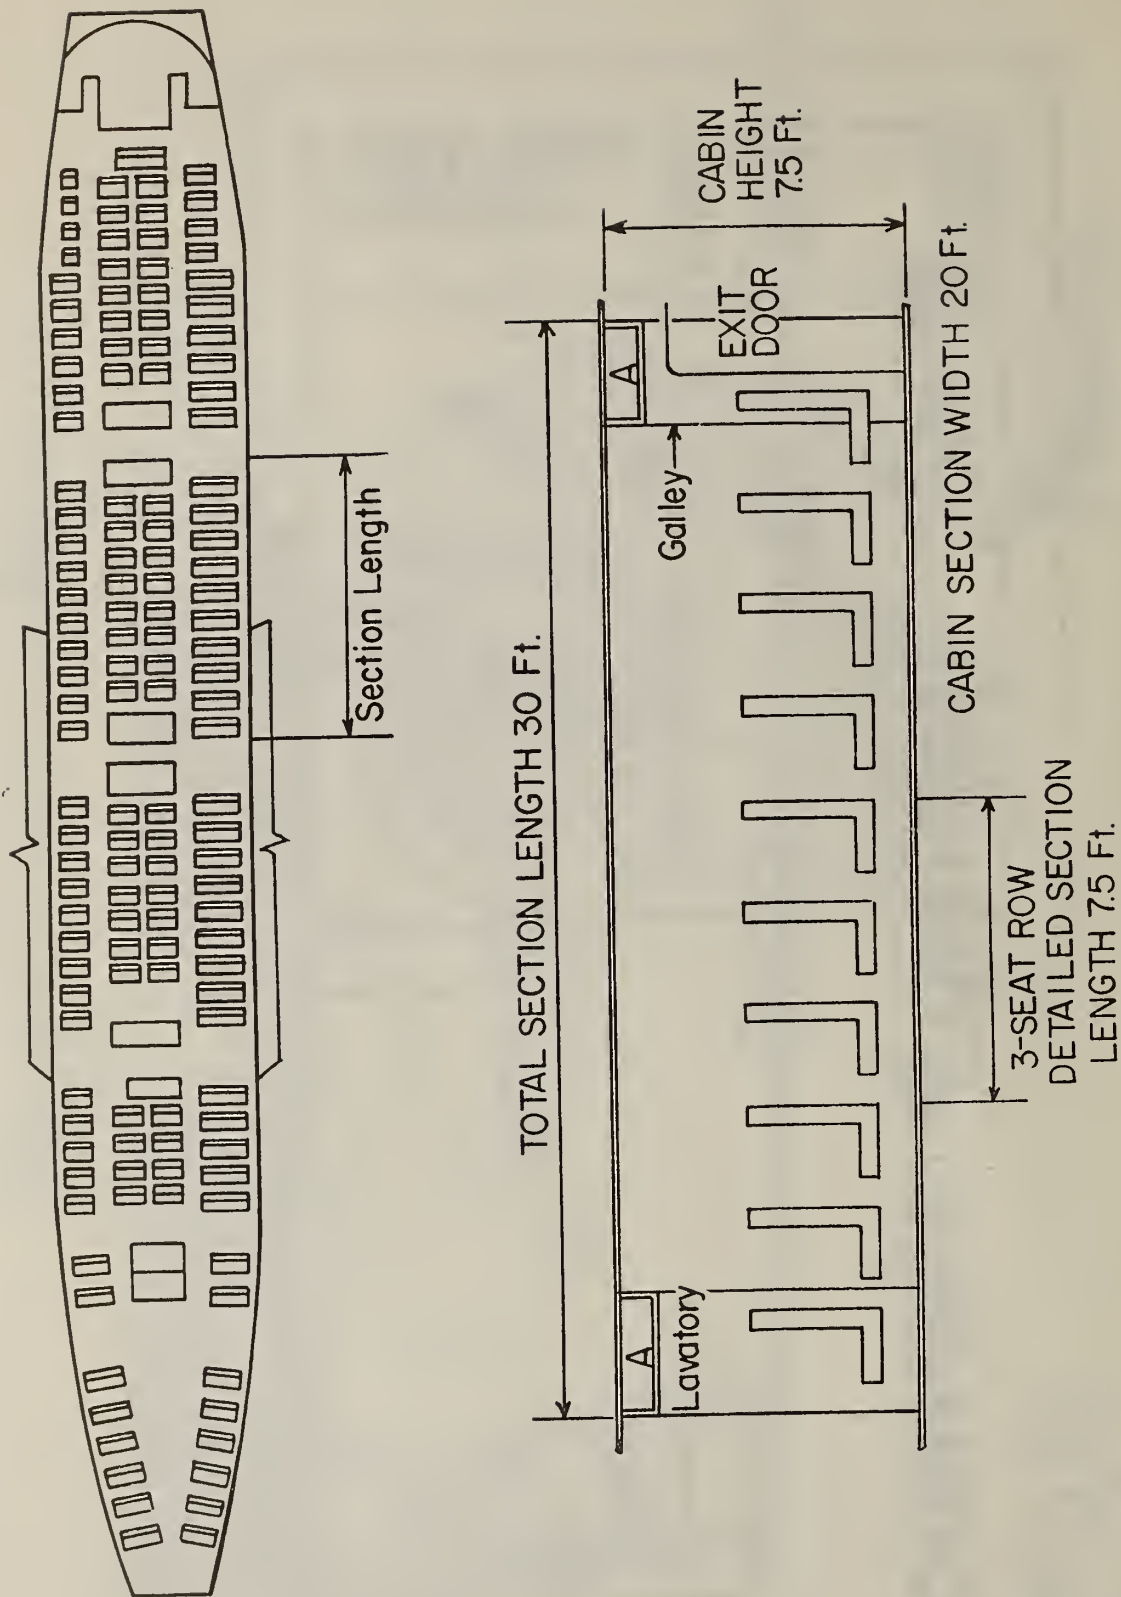 Section Length
TOTAL SECTION LENGTH 30 Ft.
A
Lavatory
Galley
A
EXIT
DOOR
CABIN
HEIGHT
7.5 Ft.
3-SEAT ROW
DETAILED SECTION
LENGTH 7.5 Ft.
CABIN SECTION WIDTH 20 Ft.